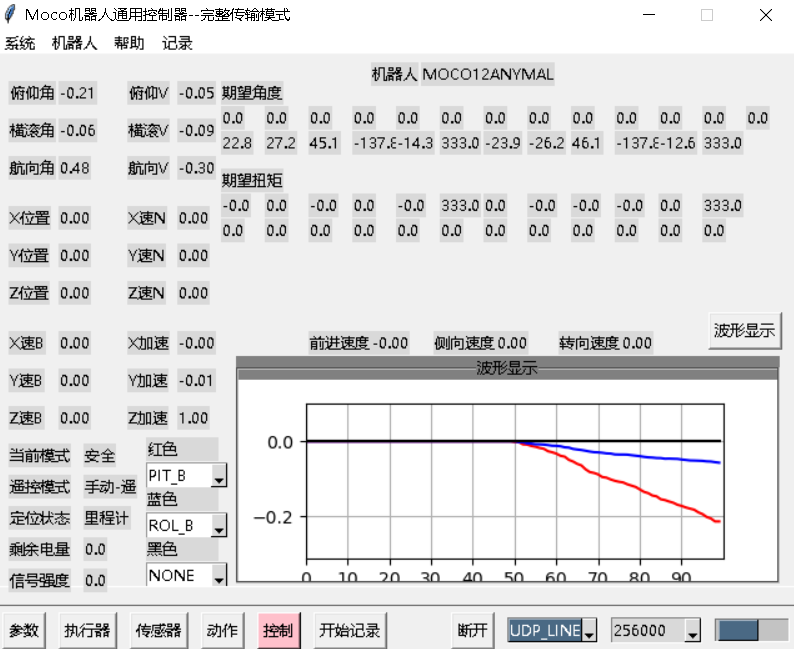 Moco机器人通用控制器--完整传输模式
系统 机器人 帮助 记录
机器人 MOCO12ANYMAL
俯仰角 -0.21 俯仰V -0.05 期望角度
0.0 0.0 0.0 0.0 0.0 0.0 0.0 0.0 0.0 0.0 0.0 0.0 0.0
横滚角 -0.06 横滚V -0.09
22.8 27.2 45.1 -137.8 -14.3 333.0 -23.9 -26.2 46.1 -137.8 -12.6 333.0
航向角 0.48 航向V -0.30
期望扭矩
-0.0 0.0 -0.0 0.0 -0.0 333.0 0.0 -0.0 -0.0 -0.0 0.0 333.0
X位置 0.00 X速N 0.00
0.0 0.0 0.0 0.0 0.0 0.0 0.0 0.0 0.0 0.0 0.0 0.0
Y位置 0.00 Y速N 0.00
Z位置 0.00 Z速N 0.00
波形显示
X速B 0.00 X加速 -0.00 前进速度 -0.00 侧向速度 0.00 转向速度 0.00
波形显示
Y速B 0.00 Y加速 -0.01
Z速B 0.00 Z加速 1.00
当前模式 安全
遥控模式 手动-遥
定位状态 里程计
剩余电量 0.0
信号强度 0.0
红色
PIT_B
蓝色
ROL_B
黑色
NONE
0.0
−0.2
0 10 20 30 40 50 60 70 80 90
参数 执行器 传感器 动作 控制 开始记录 断开 UDP_LINE 256000